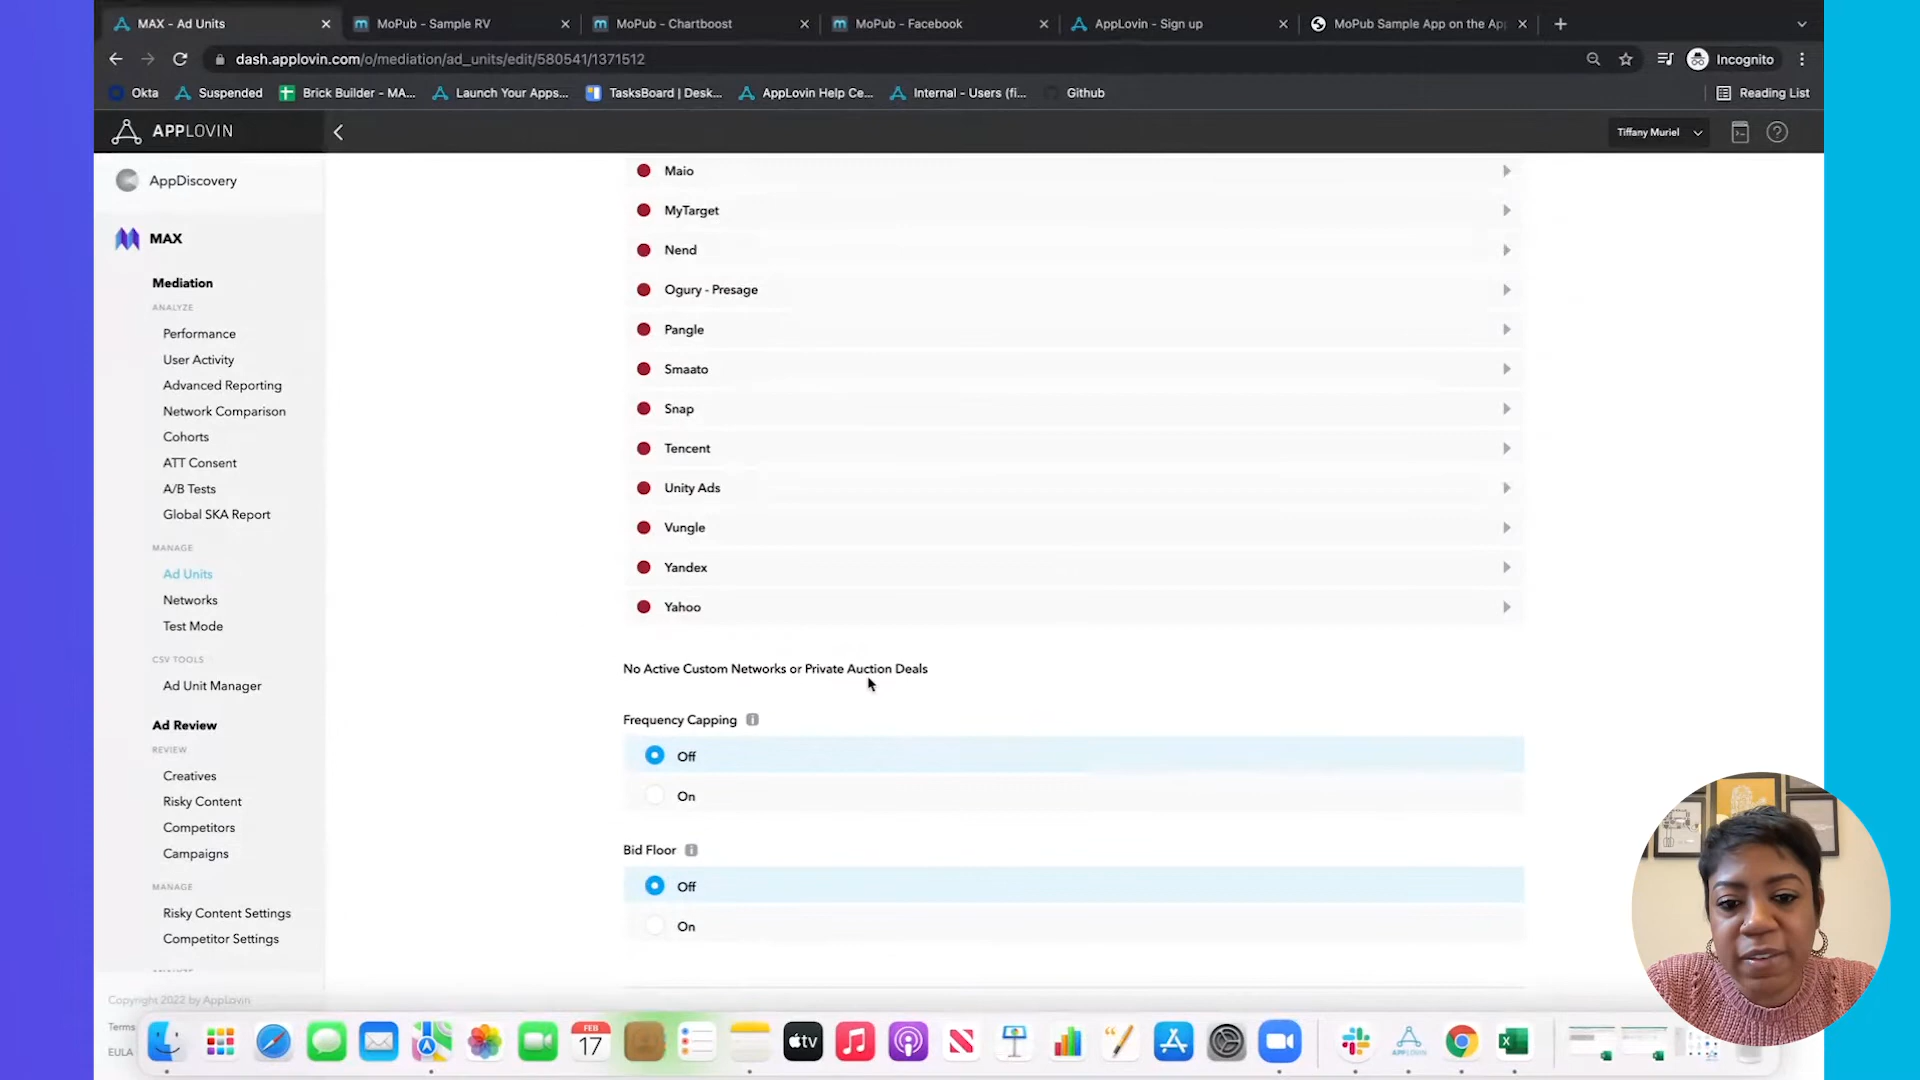 MAX - Ad Units
MoPub - Sample RV
MoPub - Chartboost
MoPub - Facebook
AppLovin - Sign up
MoPub Sample App on the Ap
dash.applovin.com/o/mediation/ad_units/edit/580541/1371512
Incognito
Okta
Suspended
Brick Builder - MA...
Launch Your Apps...
TasksBoard | Desk...
AppLovin Help Ce...
Internal - Users (fi...
Github
Reading List
APPLOVIN
Tiffany Muriel
AppDiscovery
MAX
Mediation
ANALYZE
Performance
User Activity
Advanced Reporting
Network Comparison
Cohorts
ATT Consent
A/B Tests
Global SKA Report
MANAGE
Ad Units
Networks
Test Mode
CSV TOOLS
Ad Unit Manager
Ad Review
REVIEW
Creatives
Risky Content
Competitors
Campaigns
MANAGE
Risky Content Settings
Competitor Settings
Copyright 2022 by AppLovin
Terms
EULA
Maio
MyTarget
Nend
Ogury - Presage
Pangle
Smaato
Snap
Tencent
Unity Ads
Vungle
Yandex
Yahoo
No Active Custom Networks or Private Auction Deals
Frequency Capping
Off
On
Bid Floor
Off
On
FEB
17
tv
APPLOVIN